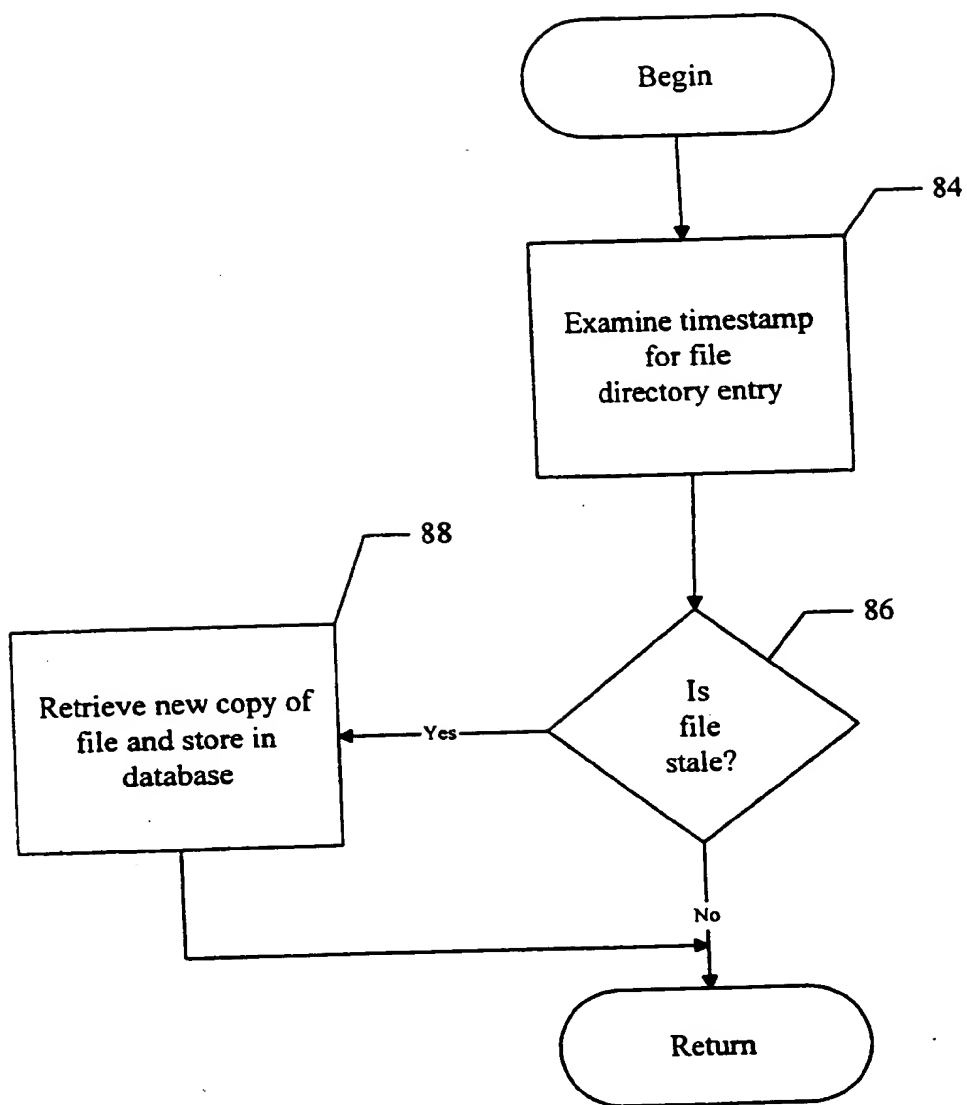 Begin
84
Examine timestamp
for file
directory entry
88
86
Retrieve new copy of
file and store in
database
Yes
Is
file
stale?
No
Return